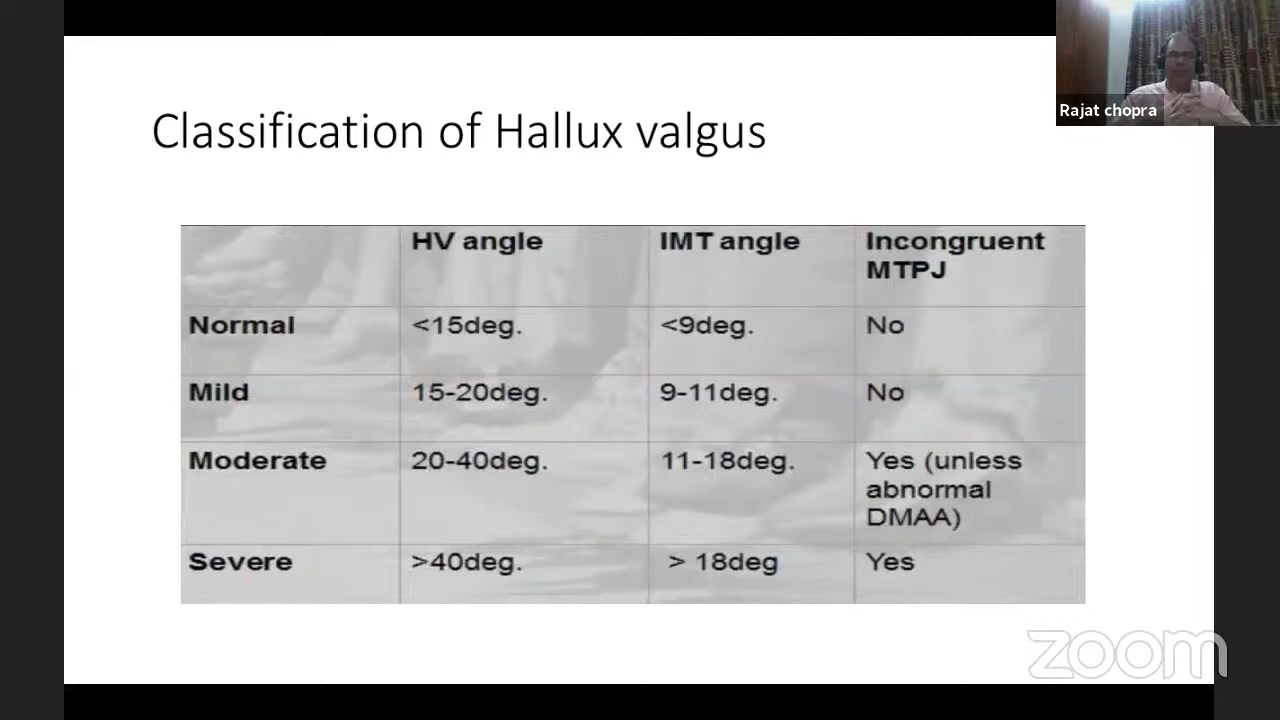 Rajat chopra
Classification of Hallux valgus
HV angle IMT angle Incongruent
MTPJ
Normal <15deg. <9deg. No
Mild 15-20deg. 9-11deg. No
Moderate 20-40deg. 11-18deg. Yes (unless
abnormal
DMAA)
Severe >40deg. > 18deg Yes
zoom